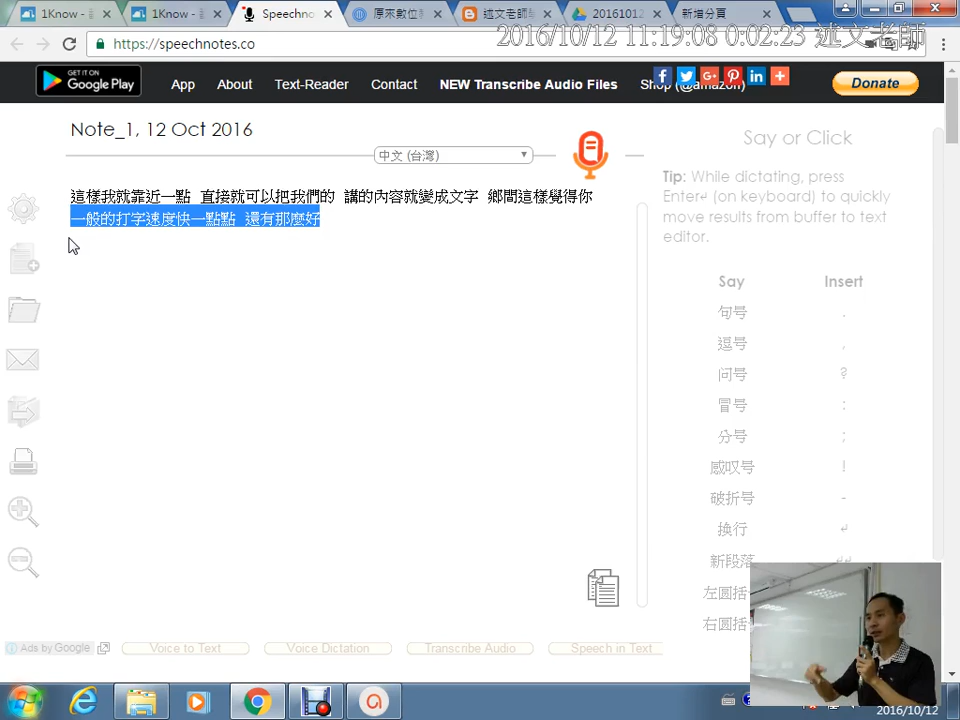 1Know -
1Know -
Speechno
原來數位
述文老師
20161012
新增分頁
https://speechnotes.co
2016/10/12 11:19:08 0:02:23 述文老師
GET IT ON
Google Play
App
About
Text-Reader
Contact
NEW Transcribe Audio Files
Shop (@amazon)
Donate
Note_1, 12 Oct 2016
中文 (台灣)
這樣我就靠近一點 直接就可以把我們的 講的內容就變成文字 鄉間這樣覺得你
一般的打字速度快一點點 還有那麼好
Say or Click
Tip: While dictating, press
Enter↵ (on keyboard) to quickly
move results from buffer to text
editor.
Say Insert
句号 .
逗号 ,
问号 ?
冒号 :
分号 ;
感叹号 !
破折号 -
換行 ↵
新段落 ↵↵
左圓括
右圓括
Ads by Google
Voice to Text
Voice Dictation
Transcribe Audio
Speech in Text
2016/10/12